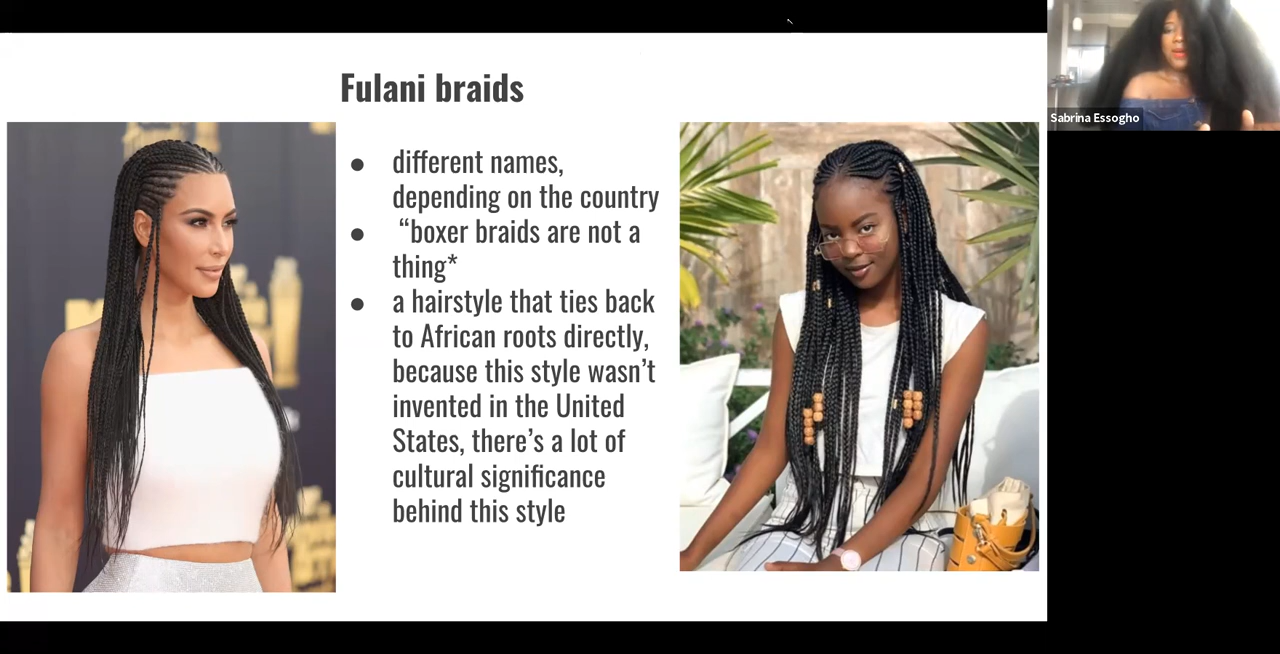 Fulani braids
different names,
depending on the country
“boxer braids are not a
thing*
a hairstyle that ties back
to African roots directly,
because this style wasn’t
invented in the United
States, there’s a lot of
cultural significance
behind this style
Sabrina Essogho